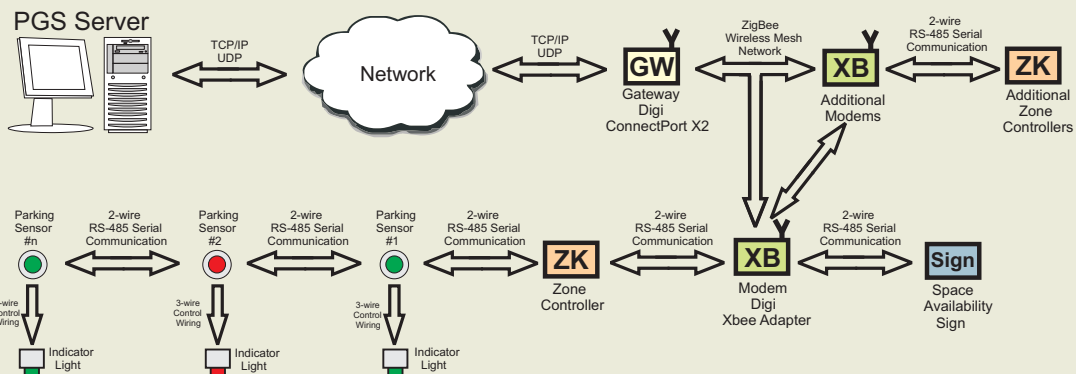 PGS Server
TCP/IP
UDP
Network
TCP/IP
UDP
GW
Gateway
Digi
ConnectPort X2
ZigBee
Wireless Mesh
Network
XB
Additional
Modems
2-wire
RS-485 Serial
Communication
ZK
Additional
Zone
Controllers
Parking
Sensor
#n
2-wire
RS-485 Serial
Communication
Parking
Sensor
#2
2-wire
RS-485 Serial
Communication
Parking
Sensor
#1
2-wire
RS-485 Serial
Communication
ZK
Zone
Controller
2-wire
RS-485 Serial
Communication
XB
Modem
Digi
Xbee Adapter
2-wire
RS-485 Serial
Communication
Sign
Space
Availability
Sign
-wire
ontrol
Wiring
Indicator
Light
3-wire
Control
Wiring
Indicator
Light
3-wire
Control
Wiring
Indicator
Light